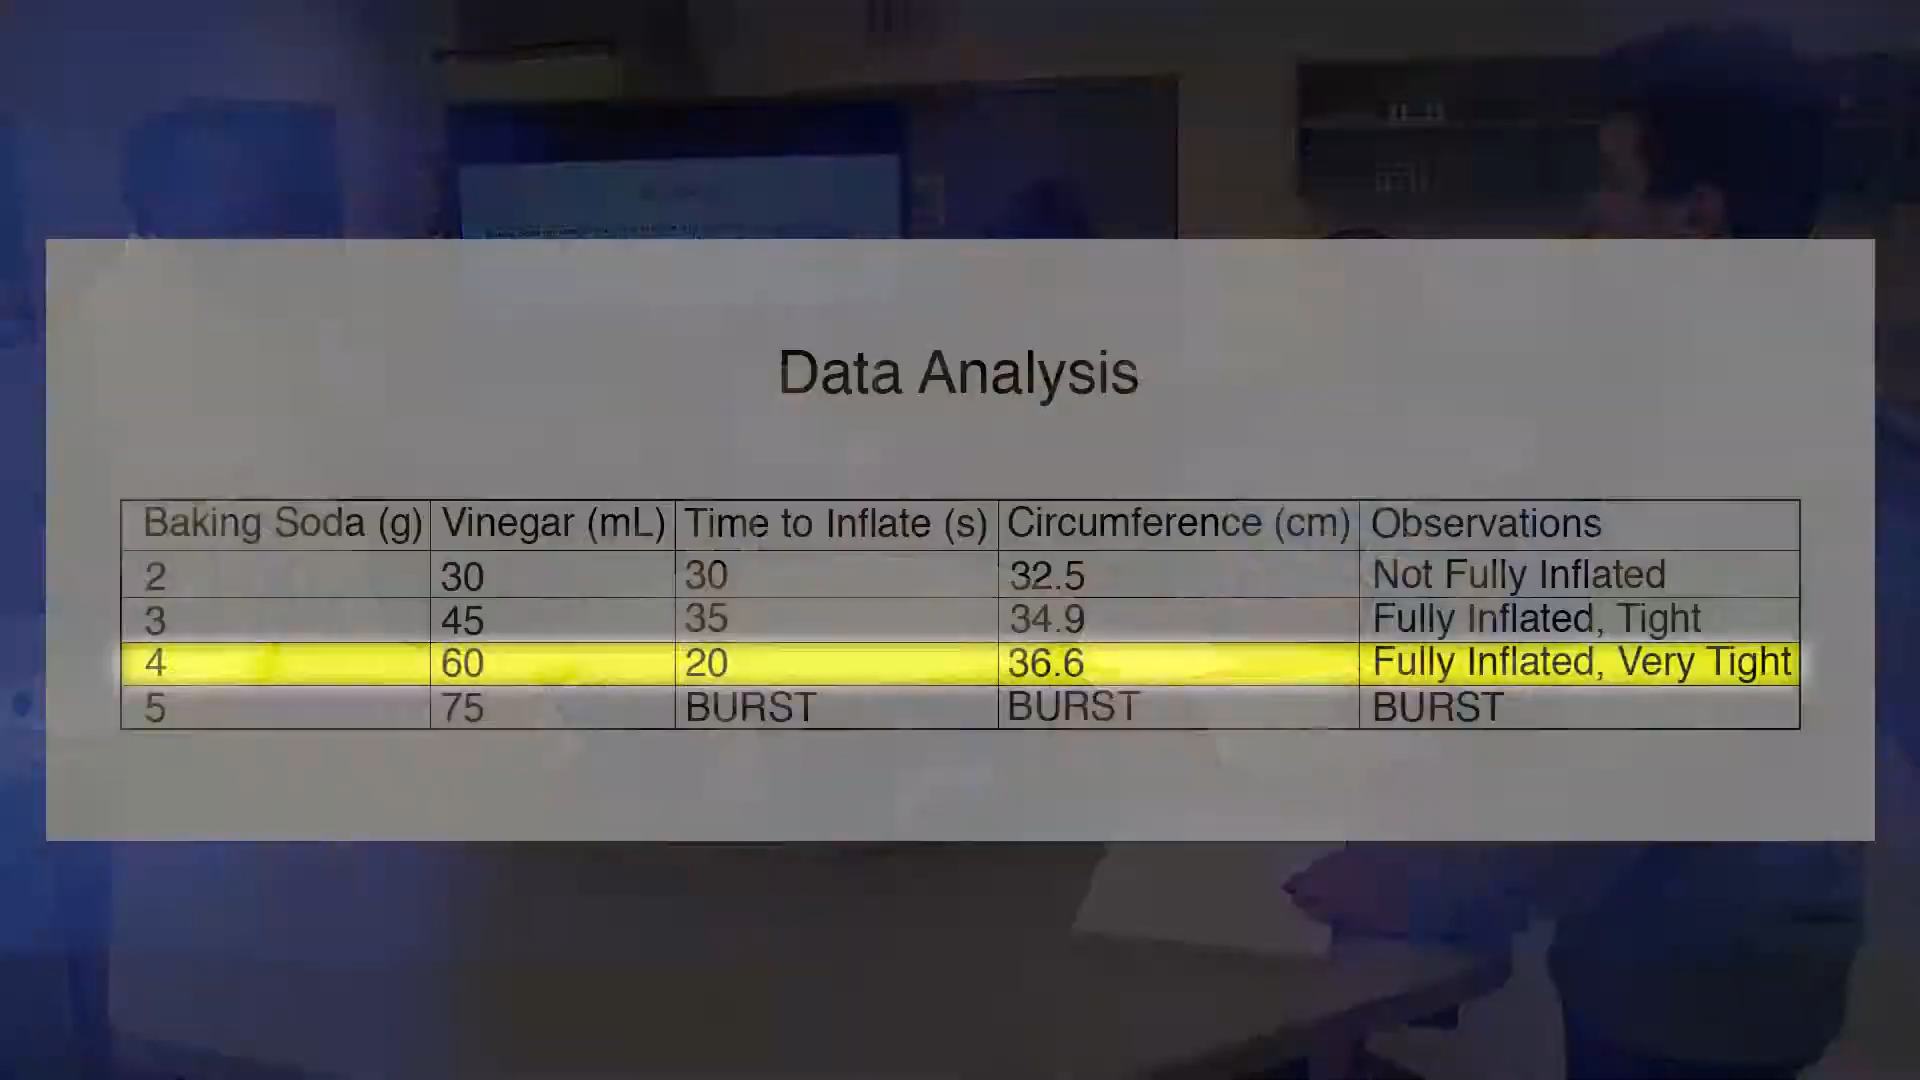 Data Analysis
Baking Soda (g) Vinegar (mL) Time to Inflate (s) Circumference (cm) Observations
2 30 30 32.5 Not Fully Inflated
3 45 35 34.9 Fully Inflated, Tight
4 60 20 36.6 Fully Inflated, Very Tight
5 75 BURST BURST BURST